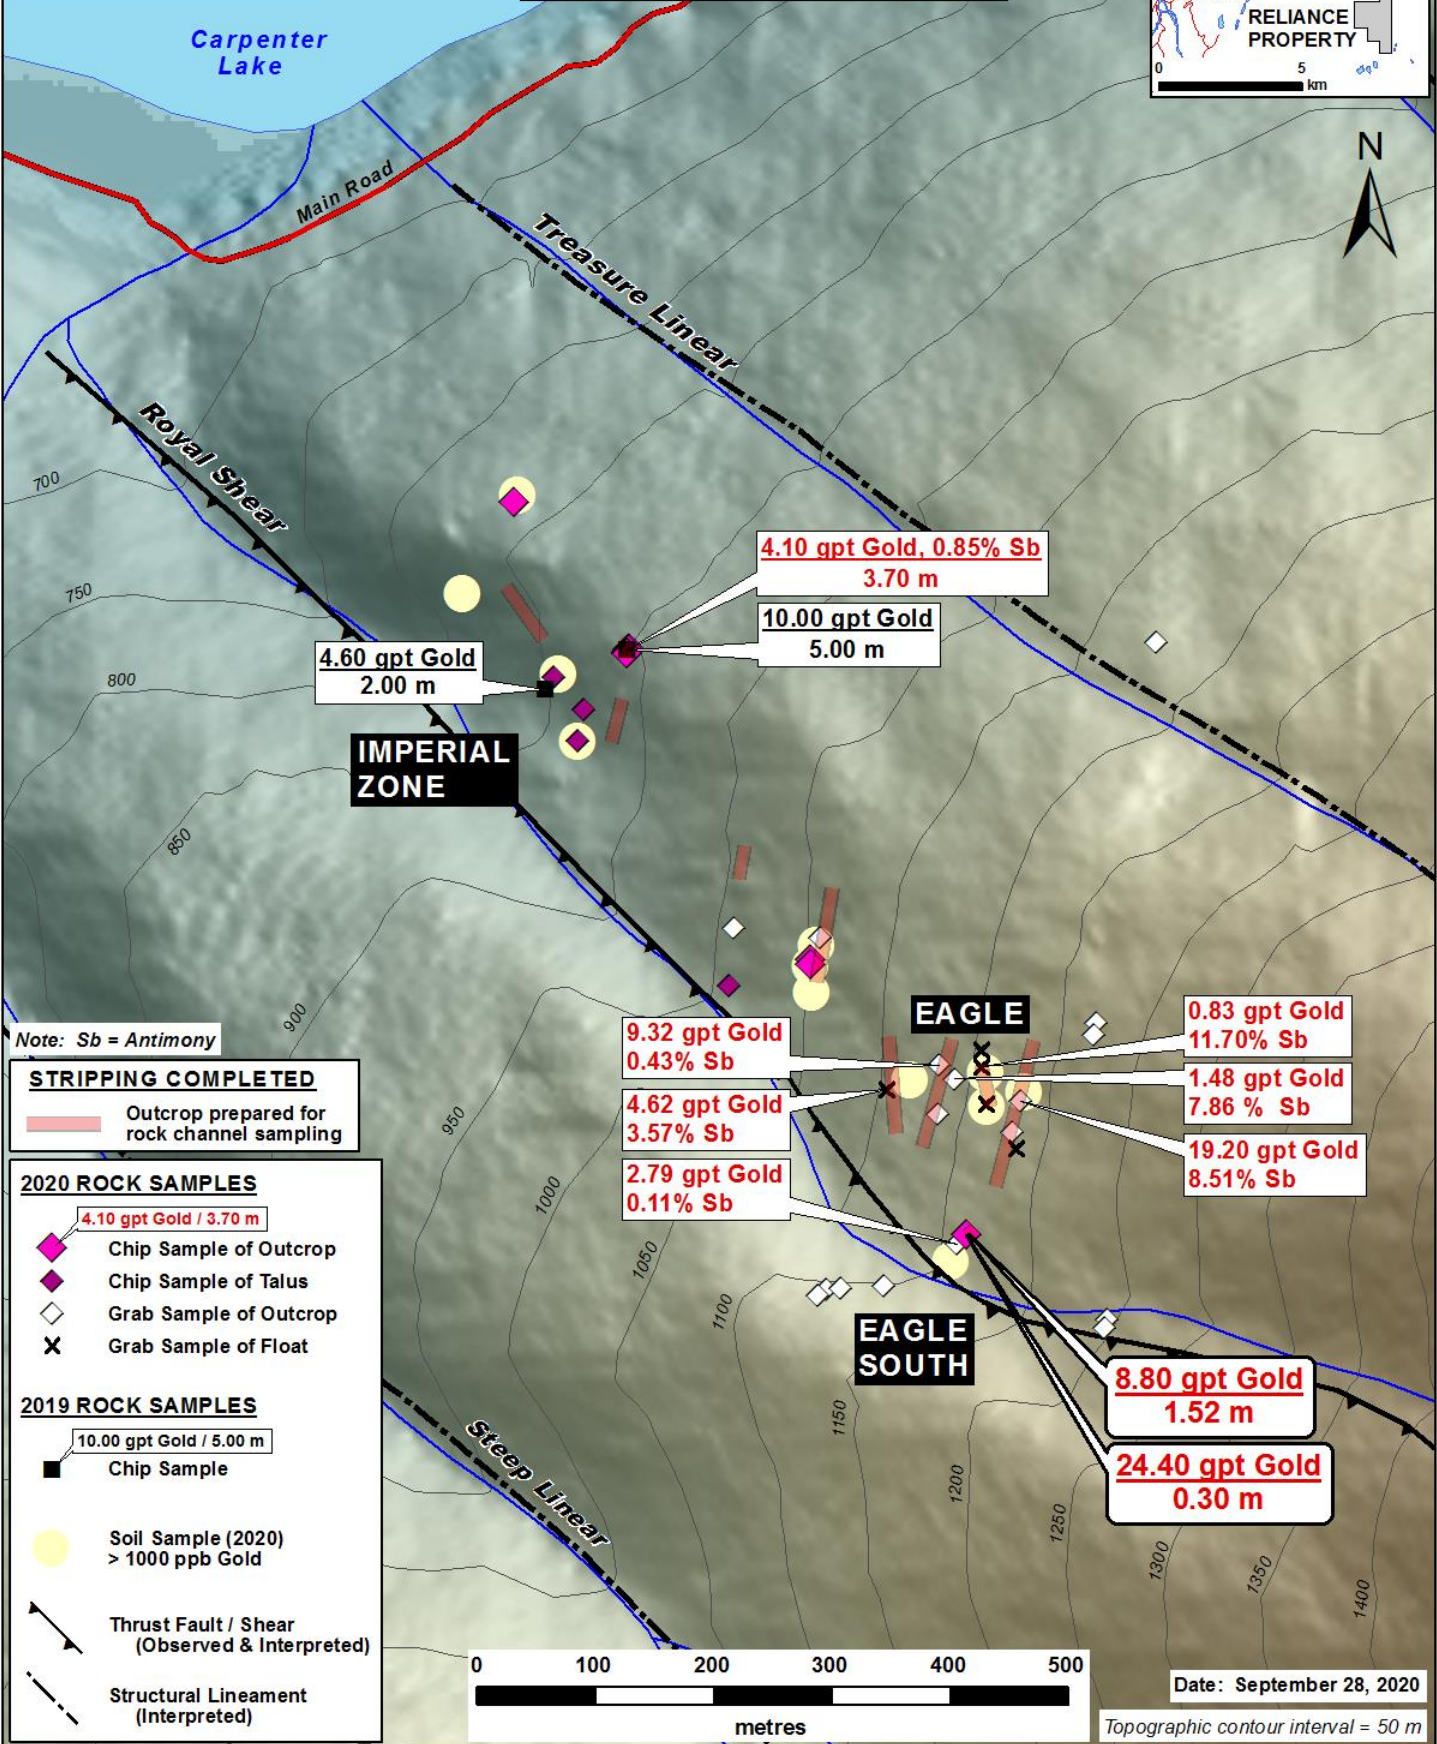 Carpenter
Lake
RELIANCE
PROPERTY
0 5
km
N
Main Road
Treasure Linear
Royal Shear
700
750
800
850
900
950
1000
1050
1100
1150
1200
1250
1300
1350
1400
4.10 gpt Gold, 0.85% Sb
3.70 m
10.00 gpt Gold
5.00 m
4.60 gpt Gold
2.00 m
IMPERIAL
ZONE
EAGLE
9.32 gpt Gold
0.43% Sb
4.62 gpt Gold
3.57% Sb
2.79 gpt Gold
0.11% Sb
0.83 gpt Gold
11.70% Sb
1.48 gpt Gold
7.86 % Sb
19.20 gpt Gold
8.51% Sb
EAGLE
SOUTH
8.80 gpt Gold
1.52 m
24.40 gpt Gold
0.30 m
Steep Linear
Note: Sb = Antimony
STRIPPING COMPLETED
Outcrop prepared for
rock channel sampling
2020 ROCK SAMPLES
4.10 gpt Gold / 3.70 m
Chip Sample of Outcrop
Chip Sample of Talus
Grab Sample of Outcrop
Grab Sample of Float
2019 ROCK SAMPLES
10.00 gpt Gold / 5.00 m
Chip Sample
Soil Sample (2020)
> 1000 ppb Gold
Thrust Fault / Shear
(Observed & Interpreted)
Structural Lineament
(Interpreted)
0 100 200 300 400 500
metres
Date: September 28, 2020
Topographic contour interval = 50 m